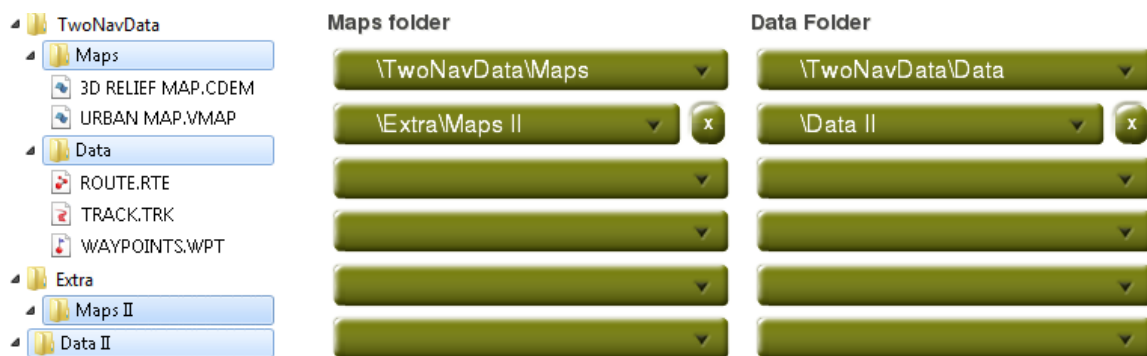 TwoNavData
Maps
3D RELIEF MAP.CDEM
URBAN MAP.VMAP
Data
ROUTE.RTE
TRACK.TRK
WAYPOINTS.WPT
Extra
Maps II
Data II
Maps folder
\TwoNavData\Maps
\Extra\Maps II
x
Data Folder
\TwoNavData\Data
\Data II
x